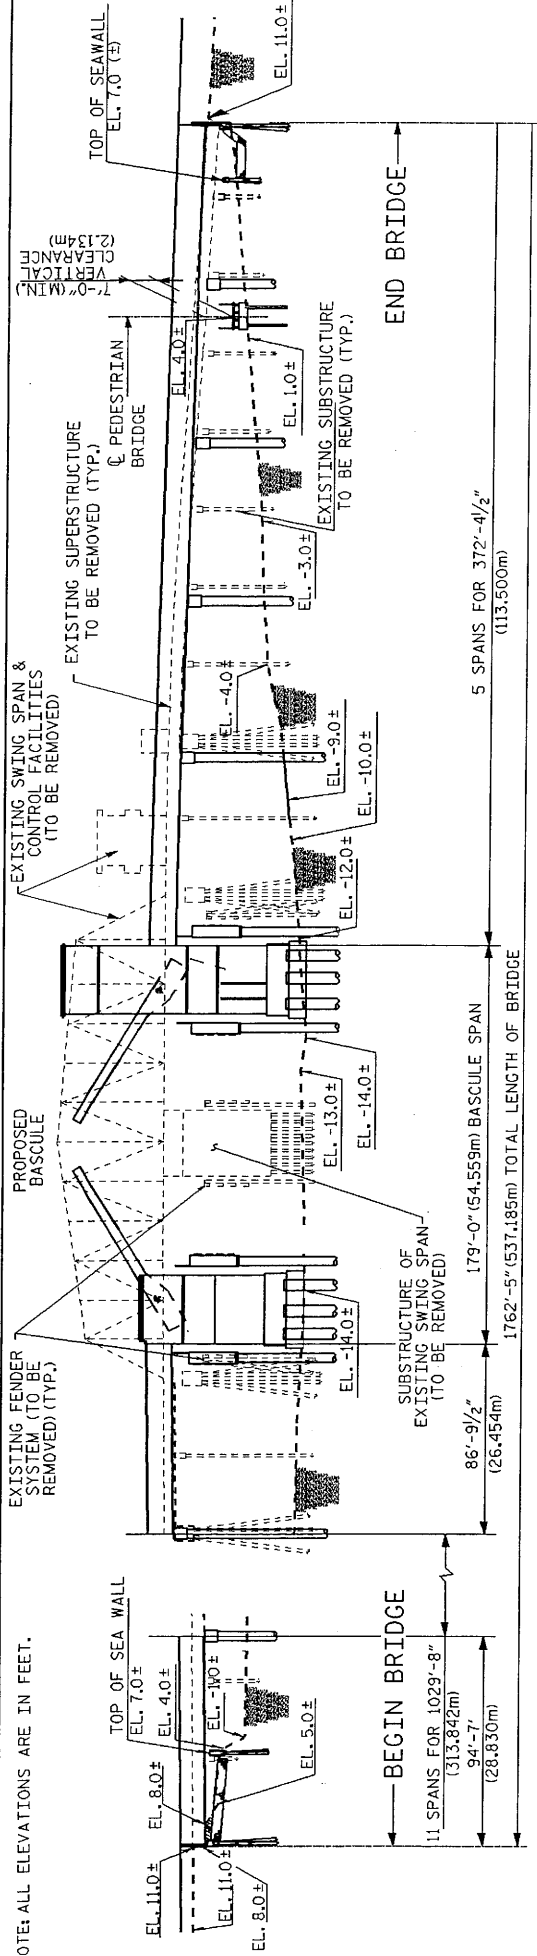 OTE: ALL ELEVATIONS ARE IN FEET.
EXISTING FENDER
SYSTEM (TO BE
REMOVED)(TYP.)
PROPOSED
BASCULE
EXISTING SWING SPAN &
CONTROL FACILITIES
(TO BE REMOVED)
EXISTING SUPERSTRUCTURE
TO BE REMOVED (TYP.)
℄ PEDESTRIAN
BRIDGE
7'-0" (MIN.)
VERTICAL
CLEARANCE
(2.134m)
TOP OF SEAWALL
EL. 7.0 (±)
EL. 11.0±
EL. 11.0±
EL. 8.0±
TOP OF SEA WALL
EL. 7.0±
EL. 4.0±
EL. -1.0±
EL. 11.0±
EL. 8.0±
EL. 5.0±
EL. -14.0±
SUBSTRUCTURE OF
EXISTING SWING SPAN
(TO BE REMOVED)
EL. -13.0±
EL. -14.0±
EL. -12.0±
EL. -10.0±
EL. -9.0±
EL. -4.0±
EL. -3.0±
EXISTING SUBSTRUCTURE
TO BE REMOVED (TYP.)
EL. 1.0±
EL. 4.0±
BEGIN BRIDGE
END BRIDGE
11 SPANS FOR 1029'-8"
(313.842m)
94'-7'
(28.830m)
86'-9 1/2"
(26.454m)
179'-0" (54.559m) BASCULE SPAN
5 SPANS FOR 372'-4 1/2"
(113.500m)
1762'-5" (537.185m) TOTAL LENGTH OF BRIDGE